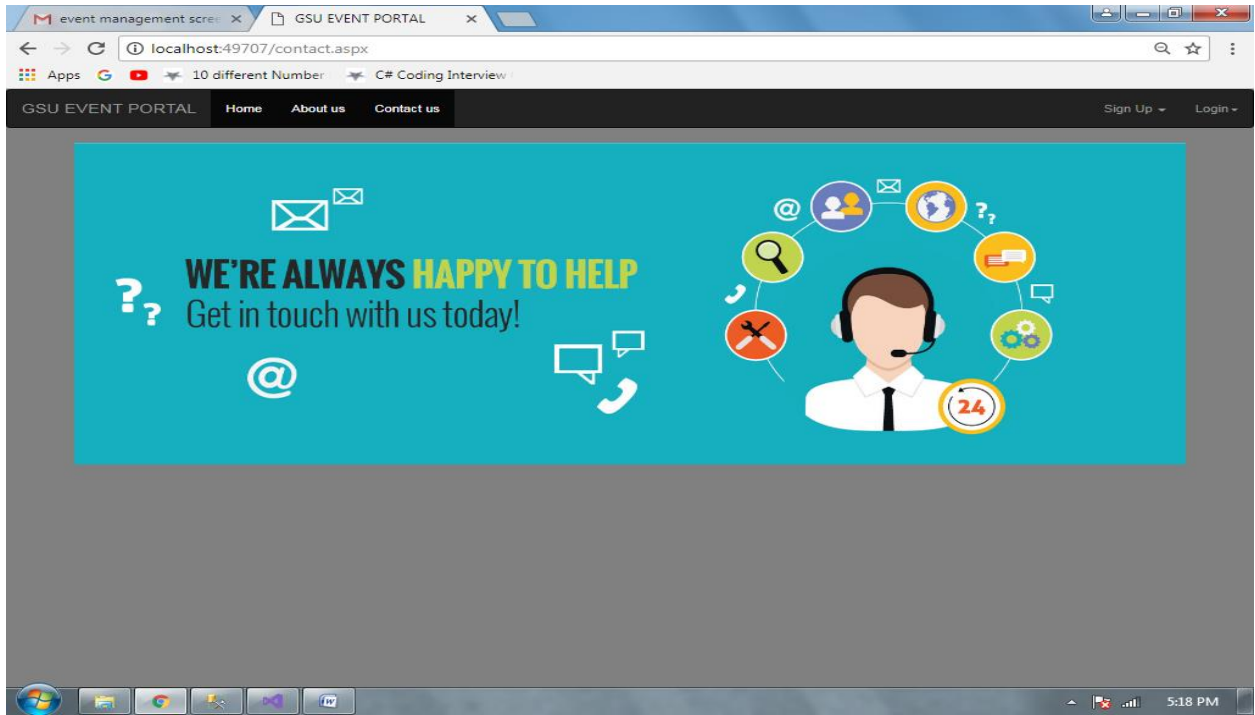 event management scree
GSU EVENT PORTAL
localhost:49707/contact.aspx
Apps G 10 different Number C# Coding Interview
GSU EVENT PORTAL Home About us Contact us Sign Up Login
WE'RE ALWAYS HAPPY TO HELP
Get in touch with us today!
? ?
@
@
? ?
24
5:18 PM